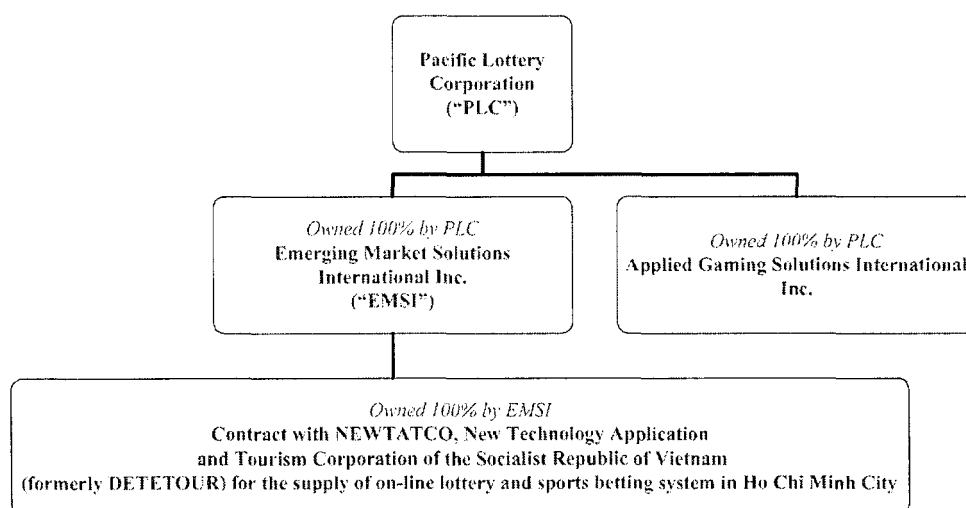 Pacific Lottery
Corporation
("PLC")
Owned 100% by PLC
Emerging Market Solutions
International Inc.
("EMSI")
Owned 100% by PLC
Applied Gaming Solutions International
Inc.
Owned 100% by EMSI
Contract with NEWTATCO, New Technology Application
and Tourism Corporation of the Socialist Republic of Vietnam
(formerly DETETOUR) for the supply of on-line lottery and sports betting system in Ho Chi Minh City